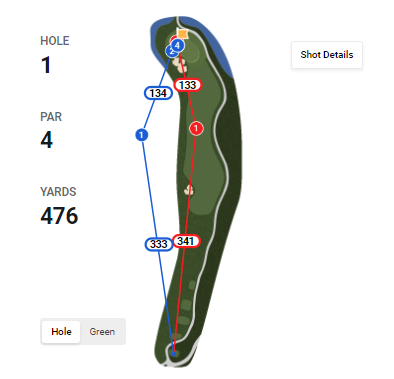 HOLE
1
PAR
4
YARDS
476
Hole Green
Shot Details
4
2
134
133
1
1
333
341